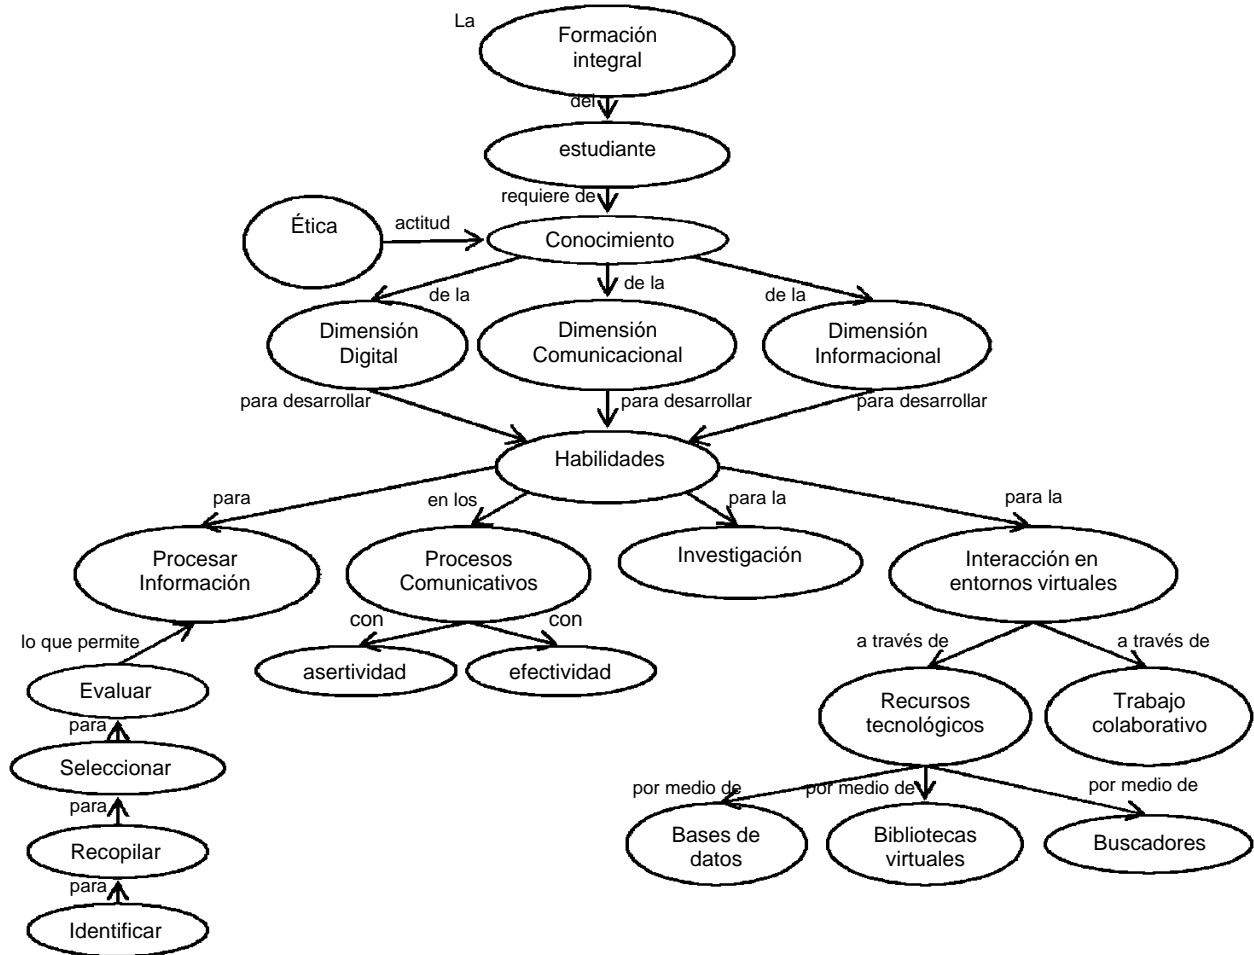 La
Formación
integral
del
estudiante
requiere de
Ética
actitud
Conocimiento
de la
de la
de la
Dimensión
Digital
Dimensión
Comunicacional
Dimensión
Informacional
para desarrollar
para desarrollar
para desarrollar
Habilidades
para
en los
para la
para la
Procesar
Información
Procesos
Comunicativos
Investigación
Interacción en
entornos virtuales
lo que permite
con
con
a través de
a través de
asertividad
efectividad
Evaluar
Recursos
tecnológicos
Trabajo
colaborativo
para
Seleccionar
por medio de
por medio de
por medio de
para
Bases de
datos
Bibliotecas
virtuales
Buscadores
Recopilar
para
Identificar